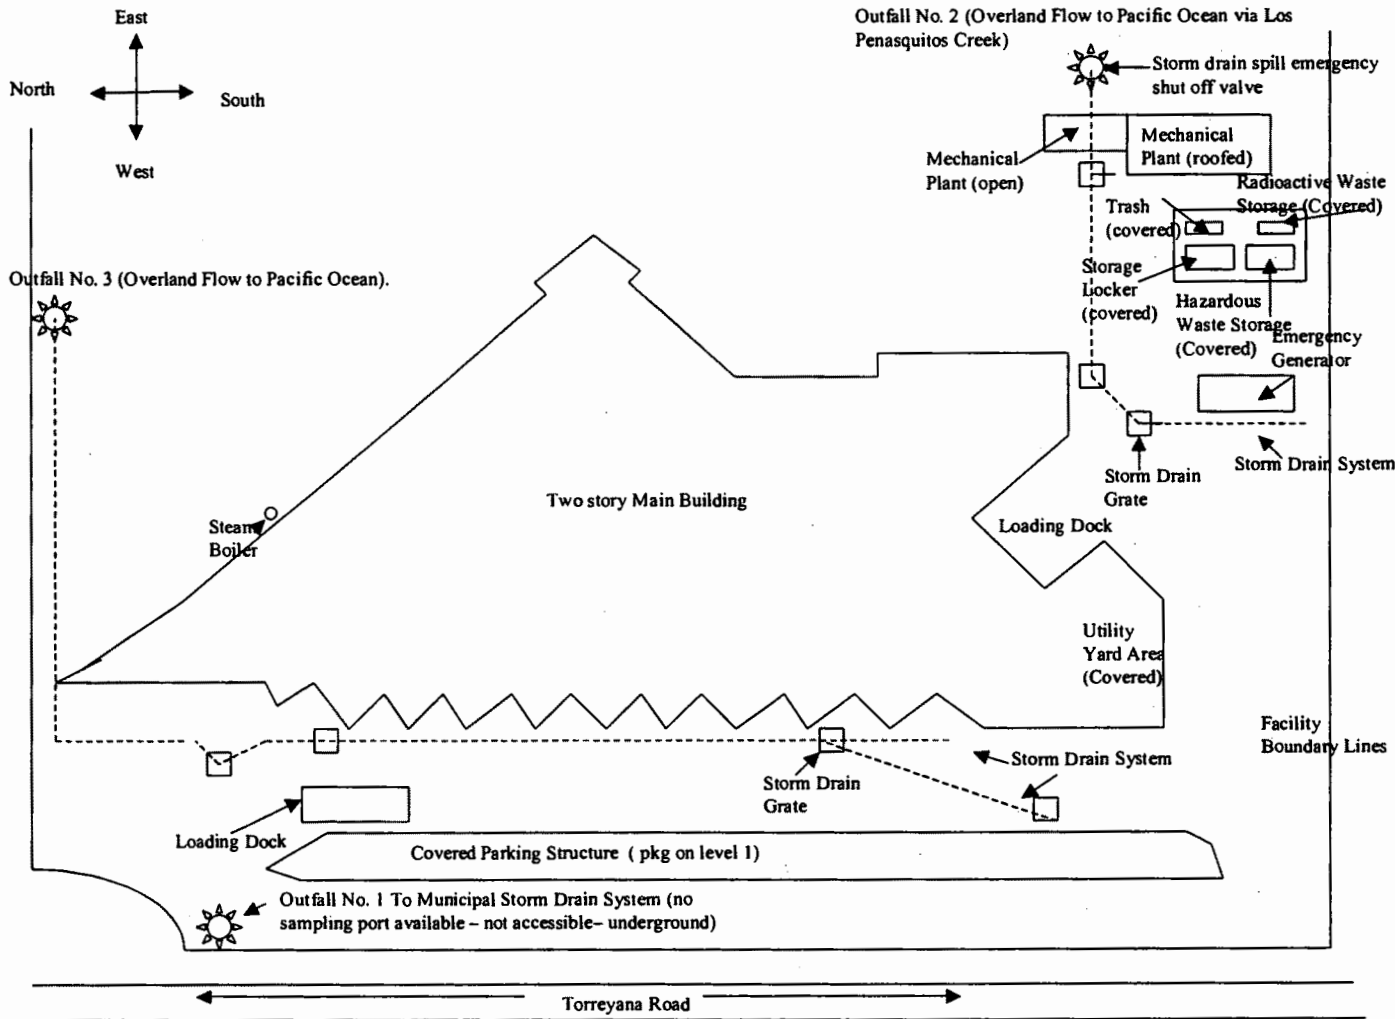 East
North
South
West
Outfall No. 2 (Overland Flow to Pacific Ocean via Los
Penasquitos Creek)
Storm drain spill emergency
shut off valve
Mechanical
Plant (open)
Mechanical
Plant (roofed)
Radioactive Waste
Storage (Covered)
Trash
(covered)
Storage
Locker
(covered)
Hazardous
Waste Storage
(Covered)
Emergency
Generator
Outfall No. 3 (Overland Flow to Pacific Ocean).
Storm Drain System
Storm Drain
Grate
Two story Main Building
Steam
Boiler
Loading Dock
Utility
Yard Area
(Covered)
Facility
Boundary Lines
Storm Drain System
Storm Drain
Grate
Loading Dock
Covered Parking Structure ( pkg on level 1)
Outfall No. 1 To Municipal Storm Drain System (no
sampling port available – not accessible– underground)
Torreyana Road